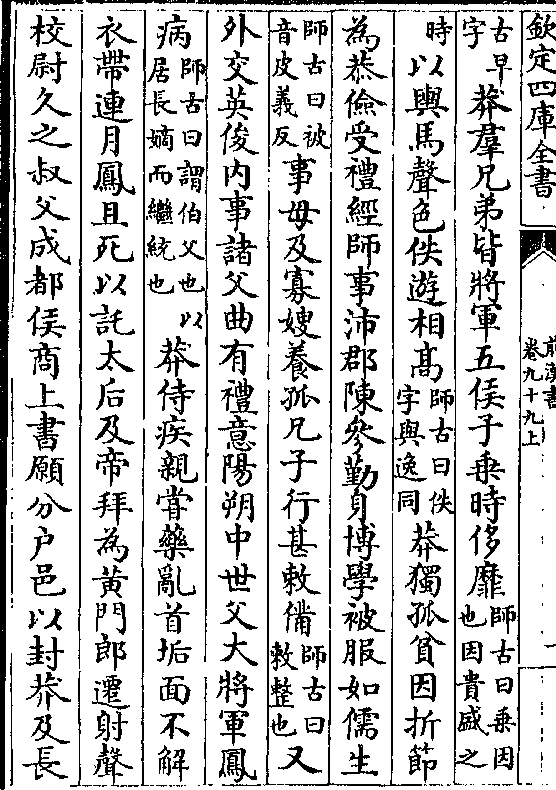 欽定四庫全書
前漢書
卷九十九上
一
古早
字
莽羣兄弟皆將軍五侯子乘時侈靡
師古曰乘因
也因貴盛之
時
以輿馬聲色佚游相髙
師古曰佚
字與逸同
莽獨孤貧因折節
為恭儉受禮經師事沛郡陳參勤身博學被服如儒生
師古曰被
音皮義反
事母及寡嫂養孤兄子行甚敕備
師古曰
敕整也
又
外交英俊内事諸父曲有禮意陽朔中世父大將軍鳳
病
師古曰謂伯父也以
居長嫡而繼統也
莽侍疾親嘗藥亂首垢面不解
衣帶連月鳳且死以託太后及帝拜為黄門郎遷射聲
校尉久之叔父成都侯商上書願分户邑以封莽及長